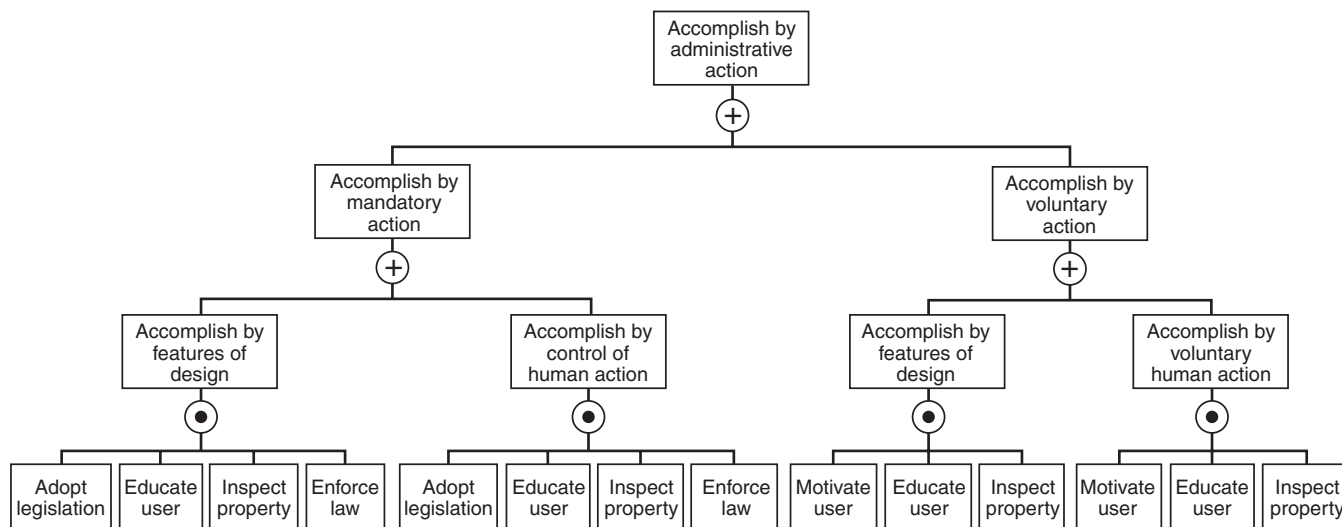 Accomplish by
administrative
action
+
Accomplish by
mandatory
action
Accomplish by
voluntary
action
+
+
Accomplish by
features of
design
Accomplish by
control of
human action
Accomplish by
features of
design
Accomplish by
voluntary
human action
Adopt
legislation
Educate
user
Inspect
property
Enforce
law
Adopt
legislation
Educate
user
Inspect
property
Enforce
law
Motivate
user
Educate
user
Inspect
property
Motivate
user
Educate
user
Inspect
property